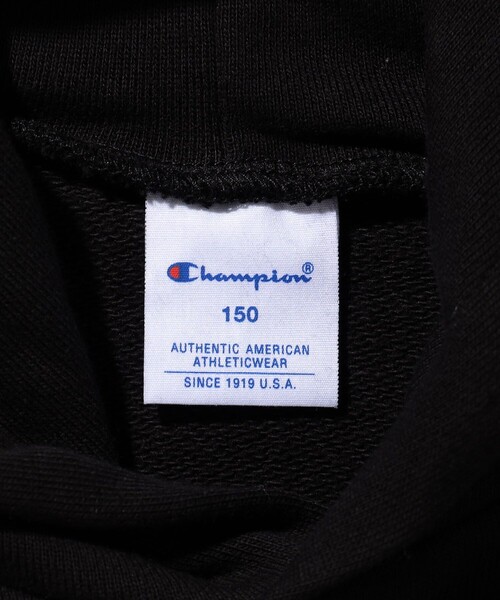 Champion®
150
AUTHENTIC AMERICAN
ATHLETICWEAR
SINCE 1919 U.S.A.